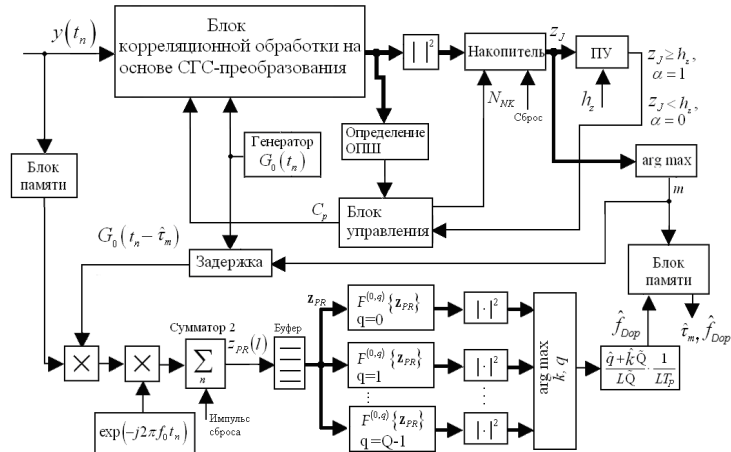 y(t_n)
Блок
корреляционной обработки на
основе СГС-преобразования
| |²
Накопитель
z_J
ПУ
z_J ≥ h_z ,
α = 1
z_J < h_z ,
α = 0
N_NK
Сброс
h_z
Генератор
G_0(t_n)
Определение
ОПШ
Блок
памяти
arg max
m
C_p
Блок
управления
G_0(t_n − τ̂_m)
Задержка
Блок
памяти
f̂_Dop
τ̂_m, f̂_Dop
×
×
Сумматор 2
∑
n
z_PR(l)
Буфер
z_PR
F^(0,q){z_PR}
q=0
|·|²
F^(0,q){z_PR}
q=1
|·|²
⋮
⋮
F^(0,q){z_PR}
q=Q-1
|·|²
arg max
k, q
(q̂ + k̂Q̃)/(LQ̃) · 1/(LT_p)
exp(−j2πf_0t_n)
Импульс
сброса